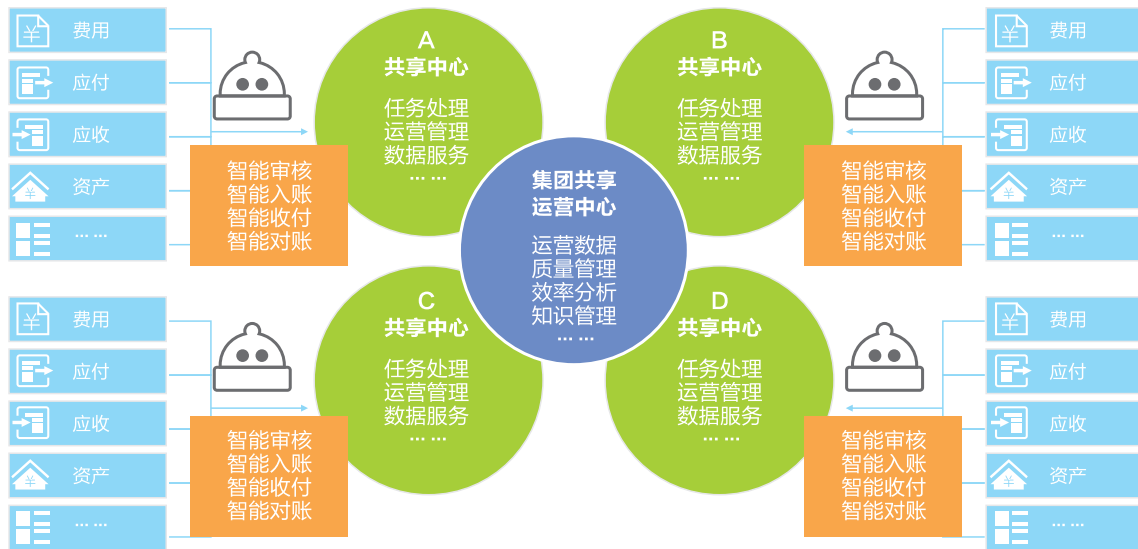 费用
应付
应收
资产
… …
智能审核
智能入账
智能收付
智能对账
A
共享中心
任务处理
运营管理
数据服务
… …
B
共享中心
任务处理
运营管理
数据服务
… …
智能审核
智能入账
智能收付
智能对账
费用
应付
应收
资产
… …
集团共享
运营中心
运营数据
质量管理
效率分析
知识管理
… …
费用
应付
应收
资产
… …
智能审核
智能入账
智能收付
智能对账
C
共享中心
任务处理
运营管理
数据服务
… …
D
共享中心
任务处理
运营管理
数据服务
… …
智能审核
智能入账
智能收付
智能对账
费用
应付
应收
资产
… …